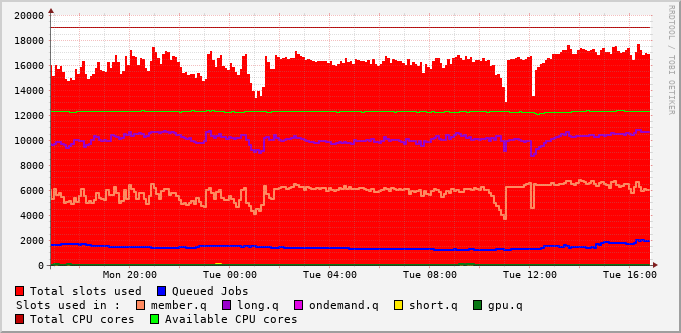 20000
18000
16000
14000
12000
10000
8000
6000
4000
2000
0
Mon 20:00 Tue 00:00 Tue 04:00 Tue 08:00 Tue 12:00 Tue 16:00
RRDTOOL / TOBI OETIKER
Total slots used Queued Jobs
Slots used in : member.q long.q ondemand.q short.q gpu.q
Total CPU cores Available CPU cores